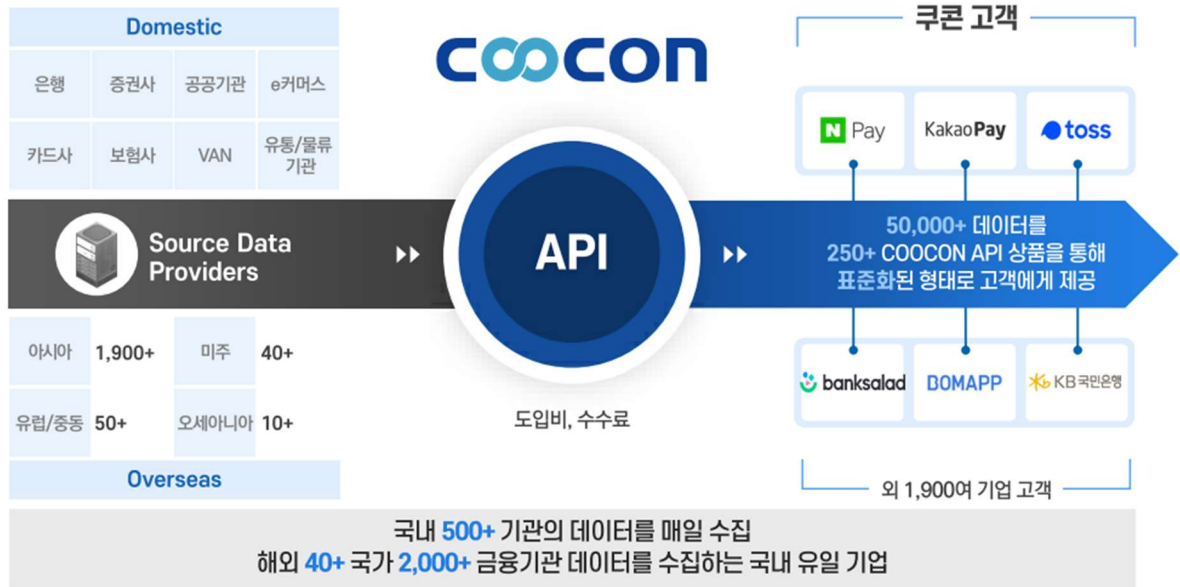 Domestic
은행 증권사 공공기관 e커머스
카드사 보험사 VAN 유통/물류
기관
Source Data
Providers
아시아 1,900+ 미주 40+
유럽/중동 50+ 오세아니아 10+
Overseas
coocon
API
도입비, 수수료
쿠콘 고객
N Pay KakaoPay toss
50,000+ 데이터를
250+ COOCON API 상품을 통해
표준화된 형태로 고객에게 제공
banksalad BOMAPP KB국민은행
외 1,900여 기업 고객
국내 500+ 기관의 데이터를 매일 수집
해외 40+ 국가 2,000+ 금융기관 데이터를 수집하는 국내 유일 기업